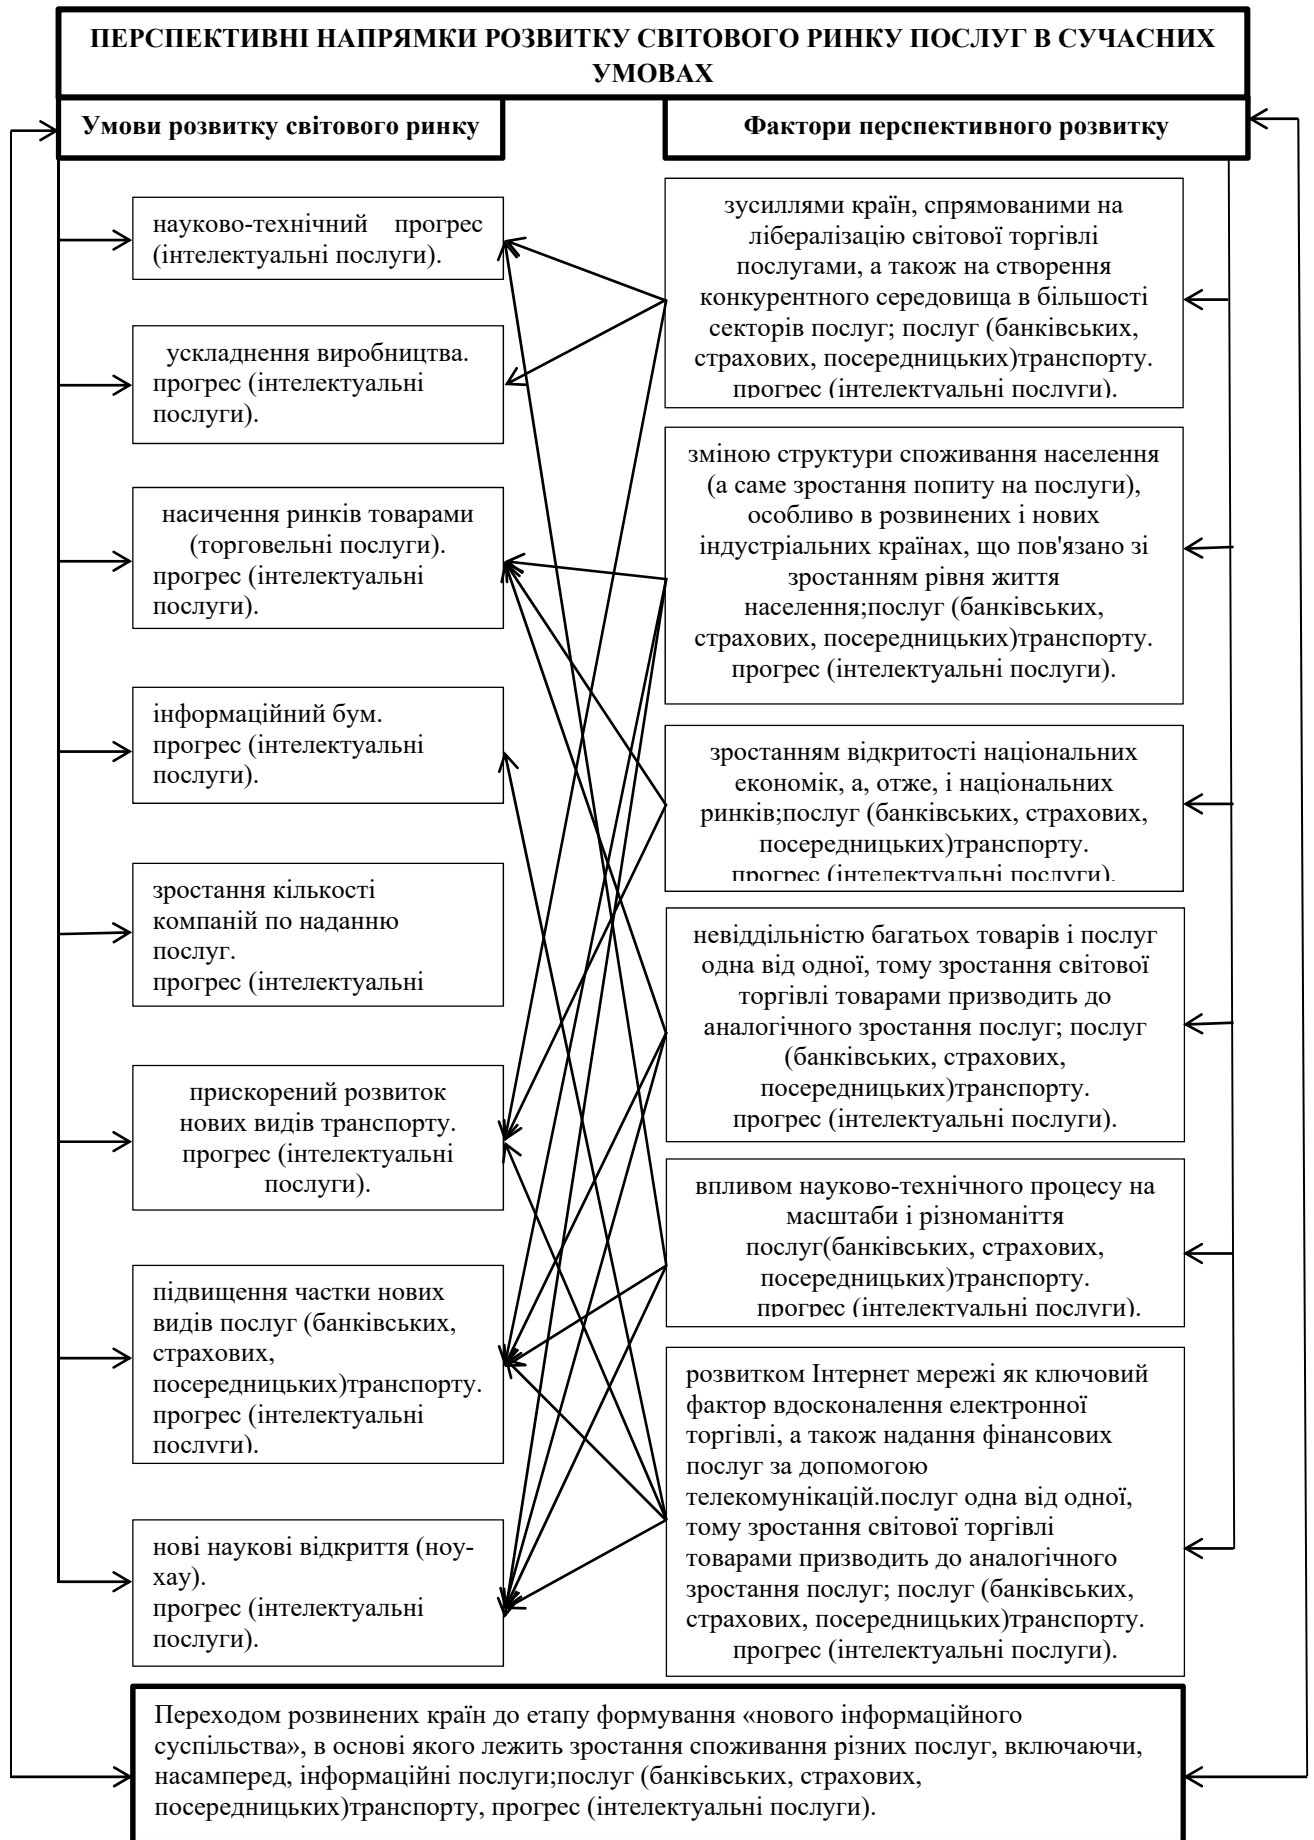 ПЕРСПЕКТИВНІ НАПРЯМКИ РОЗВИТКУ СВІТОВОГО РИНКУ ПОСЛУГ В СУЧАСНИХ
УМОВАХ
Умови розвитку світового ринку
науково-технічний прогрес
(інтелектуальні послуги).
ускладнення виробництва.
прогрес (інтелектуальні
послуги).
насичення ринків товарами
(торговельні послуги).
прогрес (інтелектуальні
послуги).
інформаційний бум.
прогрес (інтелектуальні
послуги).
зростання кількості
компаній по наданню
послуг.
прогрес (інтелектуальні
прискорений розвиток
нових видів транспорту.
прогрес (інтелектуальні
послуги).
підвищення частки нових
видів послуг (банківських,
страхових,
посередницьких)транспорту.
прогрес (інтелектуальні
послуги).
нові наукові відкриття (ноу-
хау).
прогрес (інтелектуальні
послуги).
Фактори перспективного розвитку
зусиллями країн, спрямованими на
лібералізацію світової торгівлі
послугами, а також на створення
конкурентного середовища в більшості
секторів послуг; послуг (банківських,
страхових, посередницьких)транспорту.
прогрес (інтелектуальні послуги).
зміною структури споживання населення
(а саме зростання попиту на послуги),
особливо в розвинених і нових
індустріальних країнах, що пов'язано зі
зростанням рівня життя
населення;послуг (банківських,
страхових, посередницьких)транспорту.
прогрес (інтелектуальні послуги).
зростанням відкритості національних
економік, а, отже, і національних
ринків;послуг (банківських, страхових,
посередницьких)транспорту.
прогрес (інтелектуальні послуги).
невіддільністю багатьох товарів і послуг
одна від одної, тому зростання світової
торгівлі товарами призводить до
аналогічного зростання послуг; послуг
(банківських, страхових,
посередницьких)транспорту.
прогрес (інтелектуальні послуги).
впливом науково-технічного процесу на
масштаби і різноманіття
послуг(банківських, страхових,
посередницьких)транспорту.
прогрес (інтелектуальні послуги).
розвитком Інтернет мережі як ключовий
фактор вдосконалення електронної
торгівлі, а також надання фінансових
послуг за допомогою
телекомунікацій.послуг одна від одної,
тому зростання світової торгівлі
товарами призводить до аналогічного
зростання послуг; послуг (банківських,
страхових, посередницьких)транспорту.
прогрес (інтелектуальні послуги).
Переходом розвинених країн до етапу формування «нового інформаційного
суспільства», в основі якого лежить зростання споживання різних послуг, включаючи,
насамперед, інформаційні послуги;послуг (банківських, страхових,
посередницьких)транспорту, прогрес (інтелектуальні послуги).